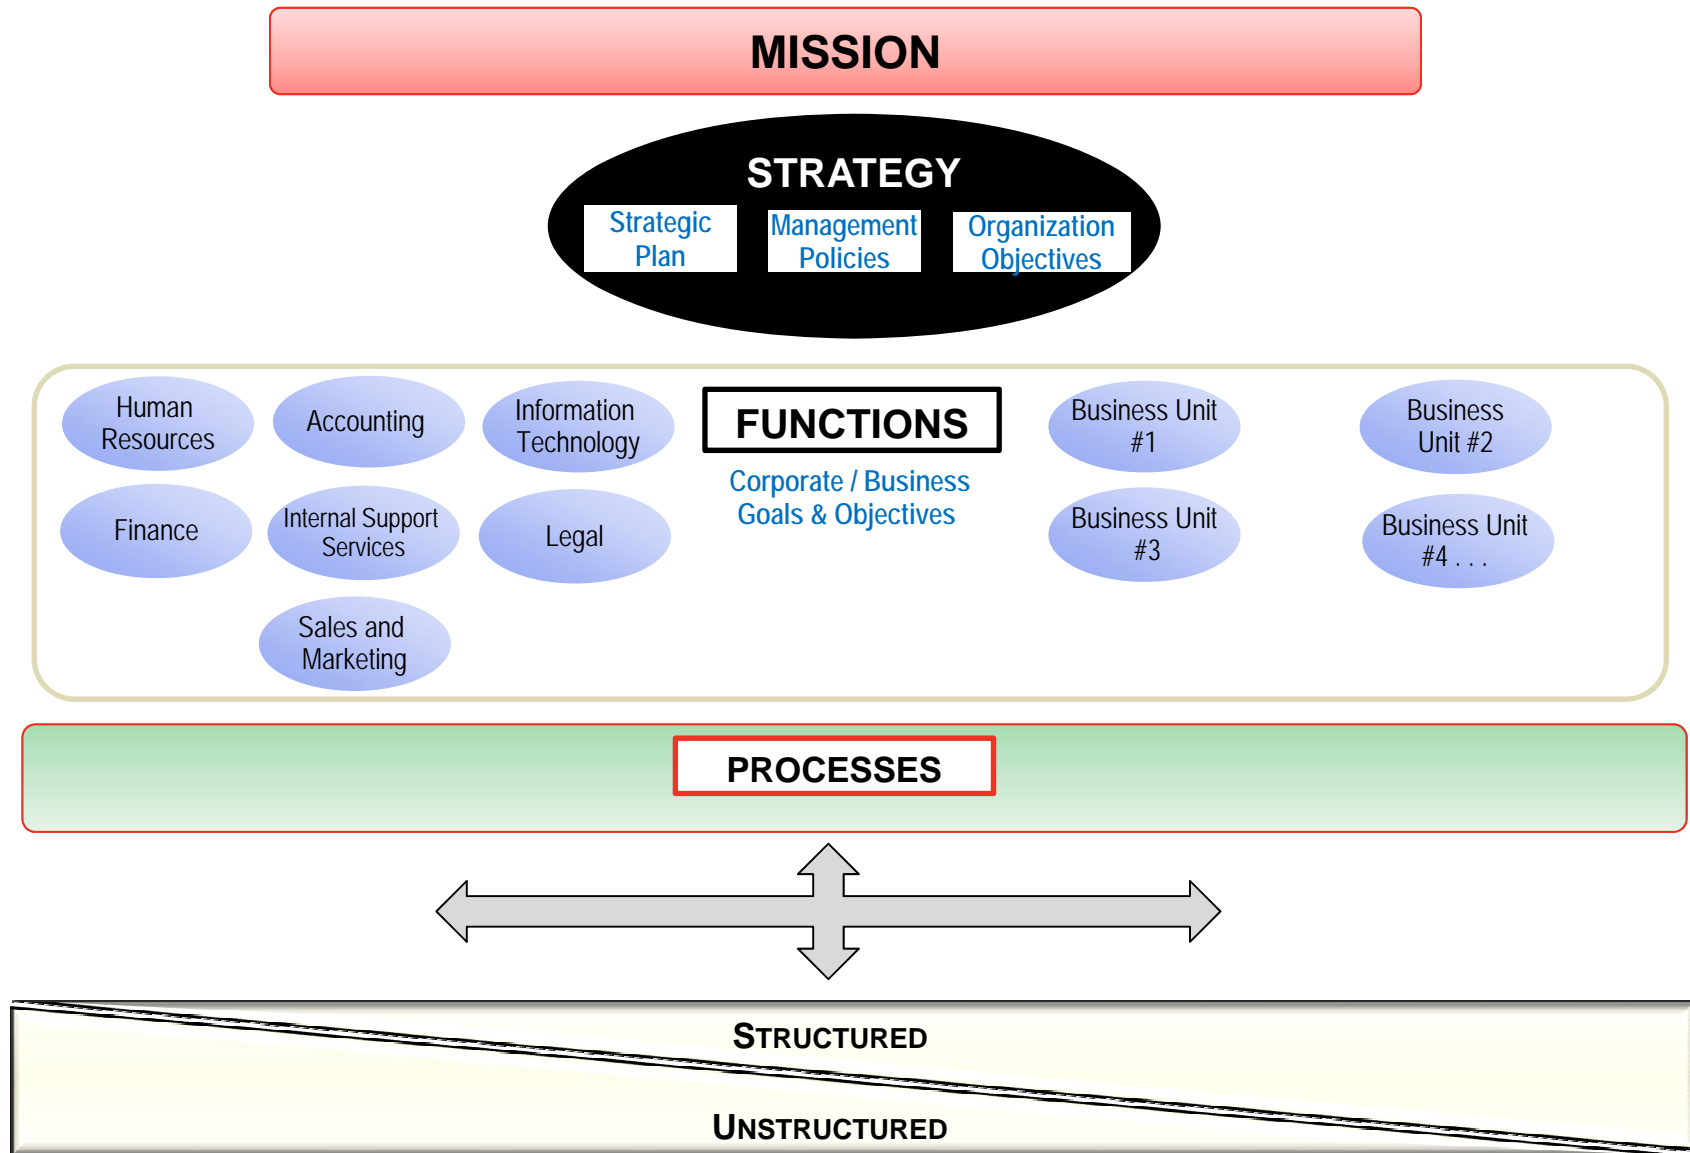 MISSION
STRATEGY
Strategic
Plan
Management
Policies
Organization
Objectives
Human
Resources
Accounting
Information
Technology
FUNCTIONS
Corporate / Business
Goals & Objectives
Business Unit
#1
Business
Unit #2
Finance
Internal Support
Services
Legal
Business Unit
#3
Business Unit
#4 . . .
Sales and
Marketing
PROCESSES
STRUCTURED
UNSTRUCTURED